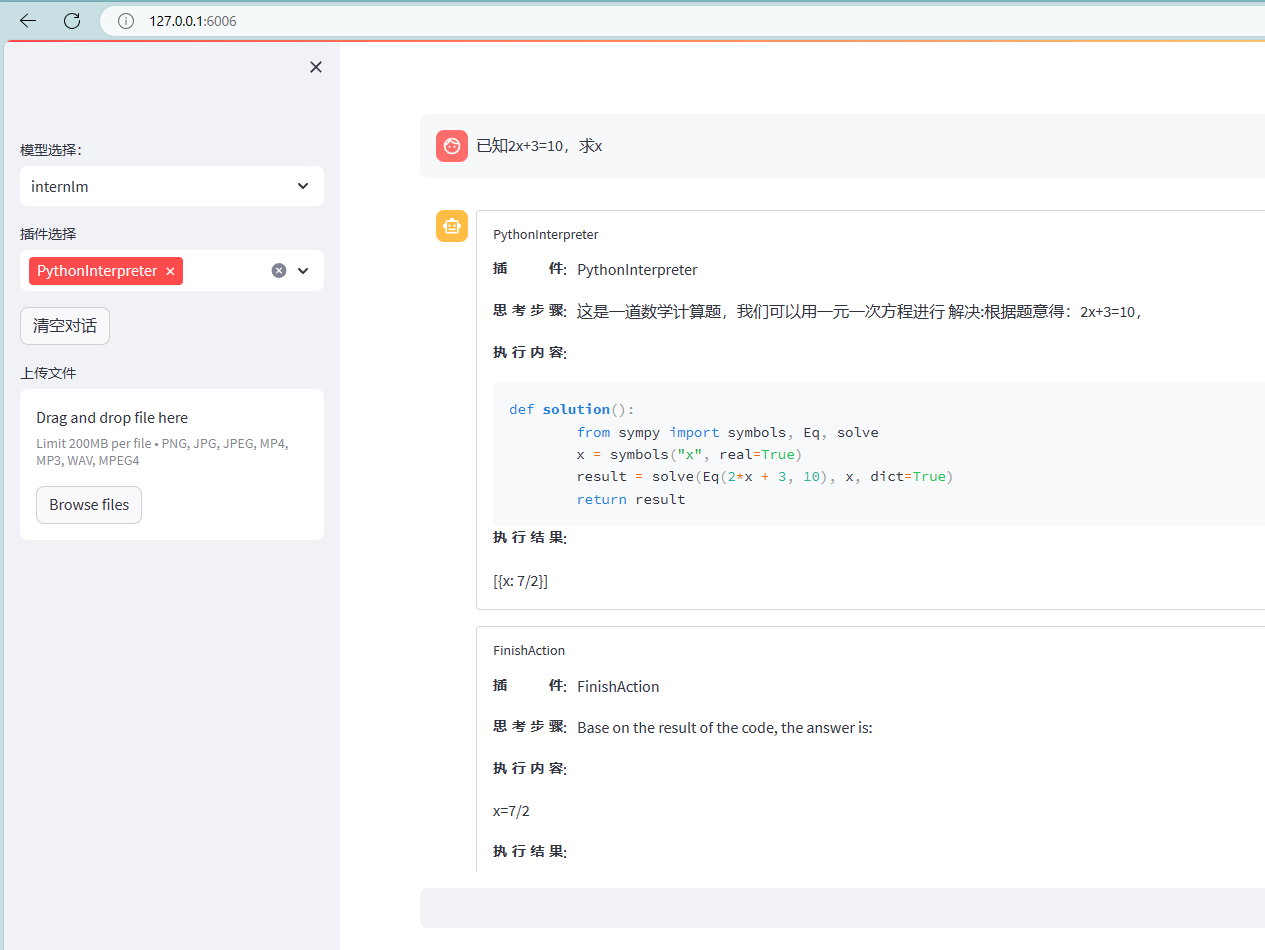 127.0.0.1:6006
模型选择：
internlm
插件选择
PythonInterpreter ×
清空对话
上传文件
Drag and drop file here
Limit 200MB per file • PNG, JPG, JPEG, MP4,
MP3, WAV, MPEG4
Browse files
已知2x+3=10，求x
PythonInterpreter
插 件: PythonInterpreter
思 考 步 骤: 这是一道数学计算题，我们可以用一元一次方程进行 解决:根据题意得：2x+3=10，
执 行 内 容:
def solution():
from sympy import symbols, Eq, solve
x = symbols("x", real=True)
result = solve(Eq(2*x + 3, 10), x, dict=True)
return result
执 行 结 果:
[{x: 7/2}]
FinishAction
插 件: FinishAction
思 考 步 骤: Base on the result of the code, the answer is:
执 行 内 容:
x=7/2
执 行 结 果: